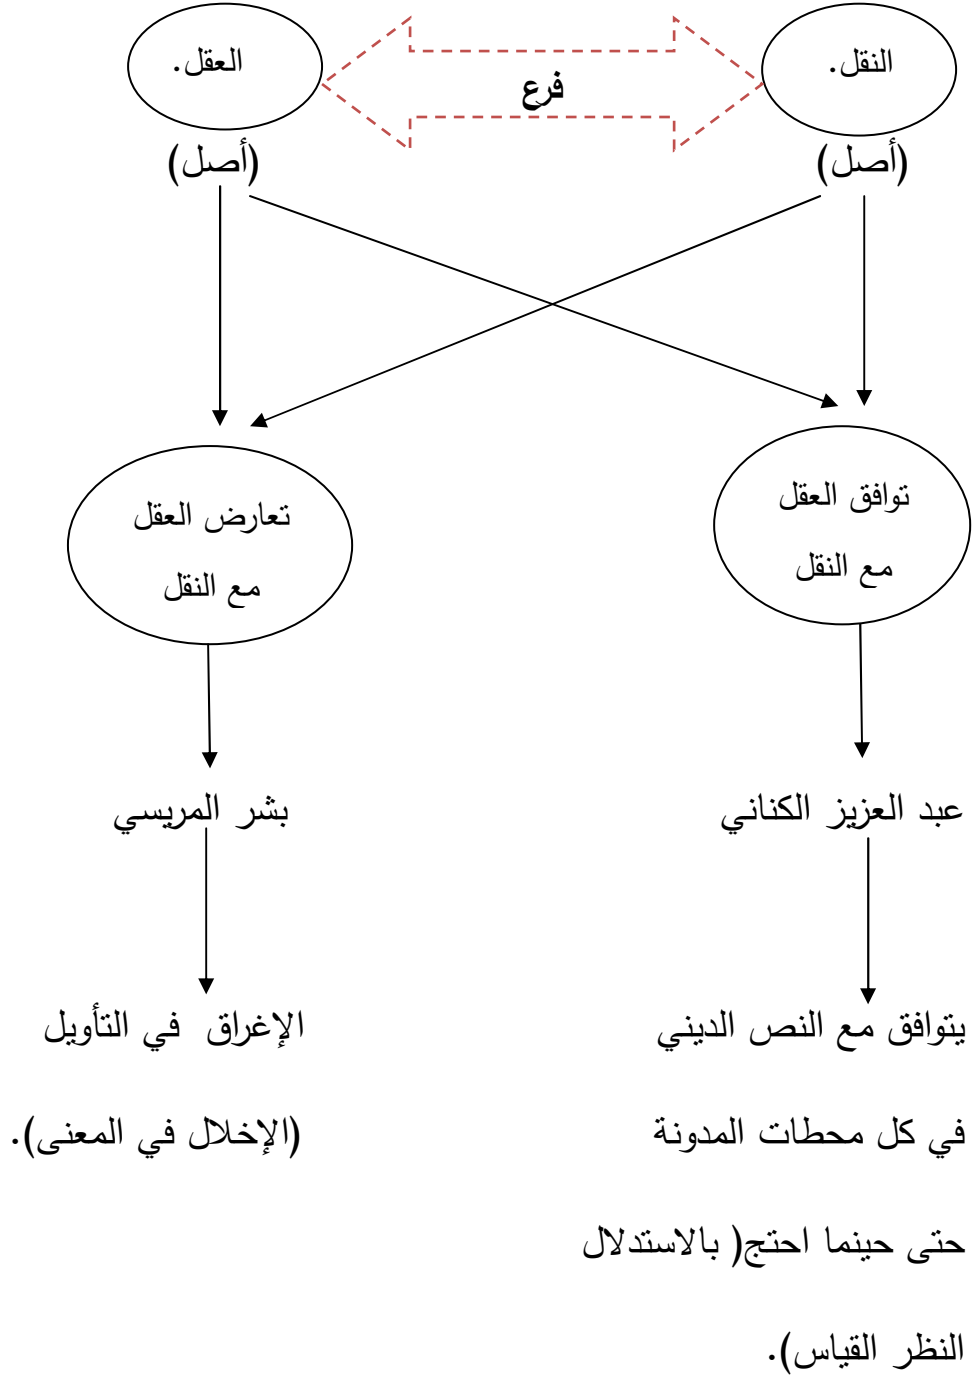 النقل.
فرع
العقل.
(أصل)
(أصل)
توافق العقل
مع النقل
تعارض العقل
مع النقل
عبد العزيز الكناني
بشر المريسي
يتوافق مع النص الديني
في كل محطات المدونة
حتى حينما احتج( بالاستدلال
النظر القياس).
الإغراق في التأويل
(الإخلال في المعنى).